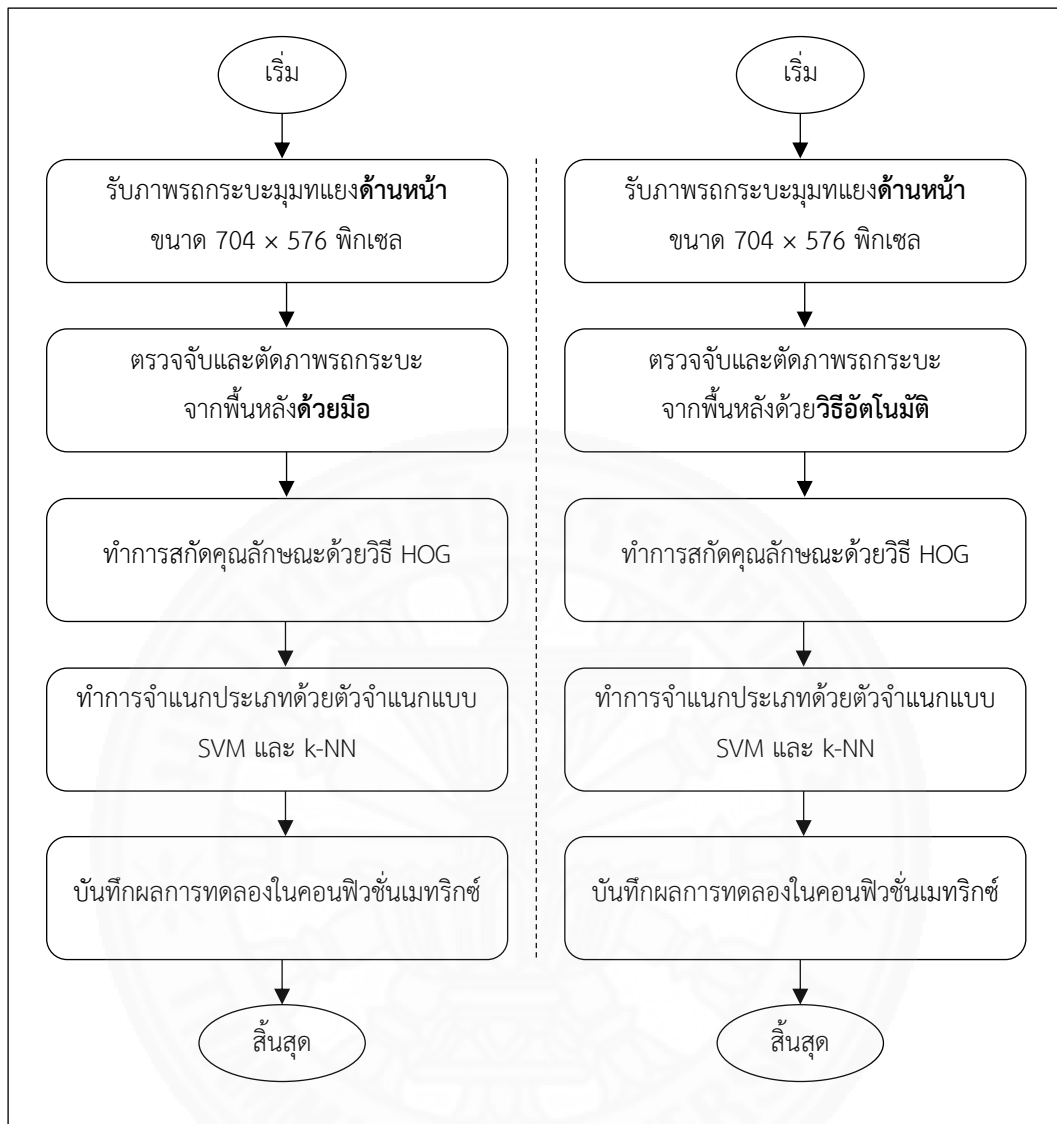 เริ่ม
รับภาพรถกระบะมุมทแยงด้านหน้า
ขนาด 704 × 576 พิกเซล
ตรวจจับและตัดภาพรถกระบะ
จากพื้นหลังด้วยมือ
ทำการสกัดคุณลักษณะด้วยวิธี HOG
ทำการจำแนกประเภทด้วยตัวจำแนกแบบ
SVM และ k-NN
บันทึกผลการทดลองในคอนฟิวชั่นเมทริกซ์
สิ้นสุด
เริ่ม
รับภาพรถกระบะมุมทแยงด้านหน้า
ขนาด 704 × 576 พิกเซล
ตรวจจับและตัดภาพรถกระบะ
จากพื้นหลังด้วยวิธีอัตโนมัติ
ทำการสกัดคุณลักษณะด้วยวิธี HOG
ทำการจำแนกประเภทด้วยตัวจำแนกแบบ
SVM และ k-NN
บันทึกผลการทดลองในคอนฟิวชั่นเมทริกซ์
สิ้นสุด